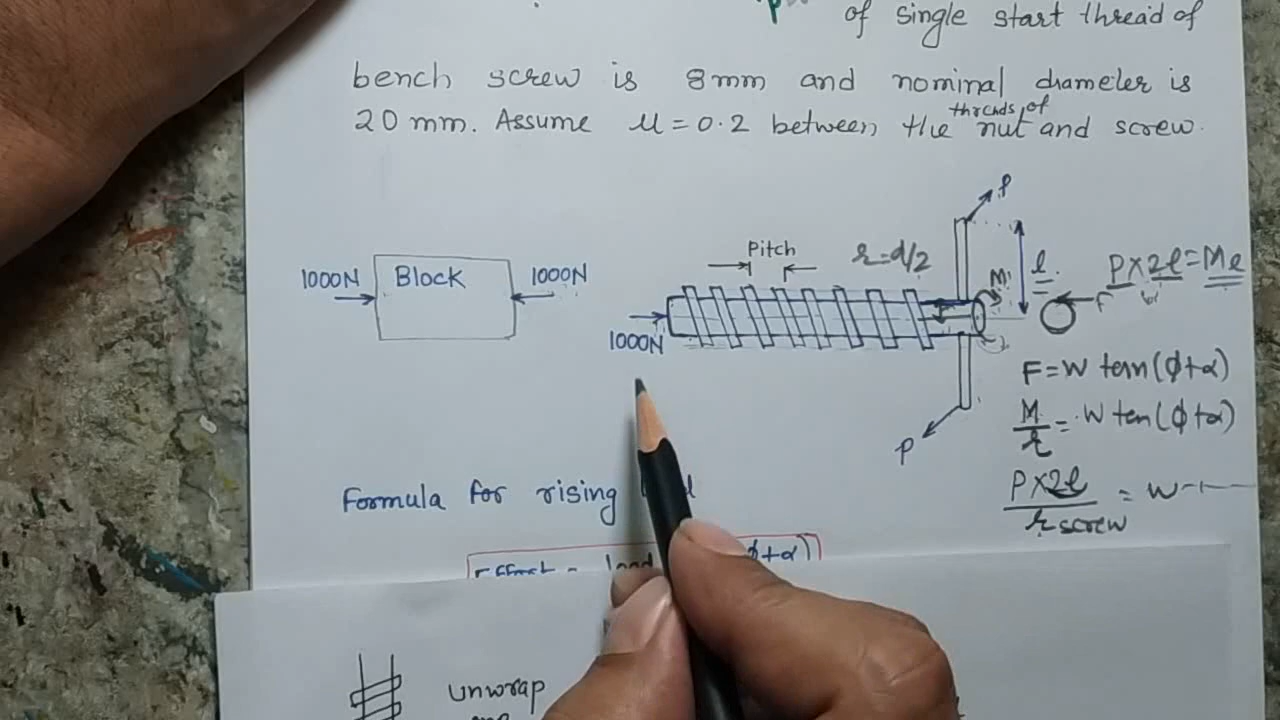 of single start thread of
bench screw is 8mm and nominal diameter is
threads of
20 mm. Assume μ = 0.2 between the nut and screw.
1000N Block 1000N
Pitch
r = d/2
P
M
l
P×2l = Me
F
1000N
F = W tan(φ+α)
M/r = W tan(φ+α)
P
P×2l / r screw = W
Formula for rising
Effort = load φ+α)
unwrap